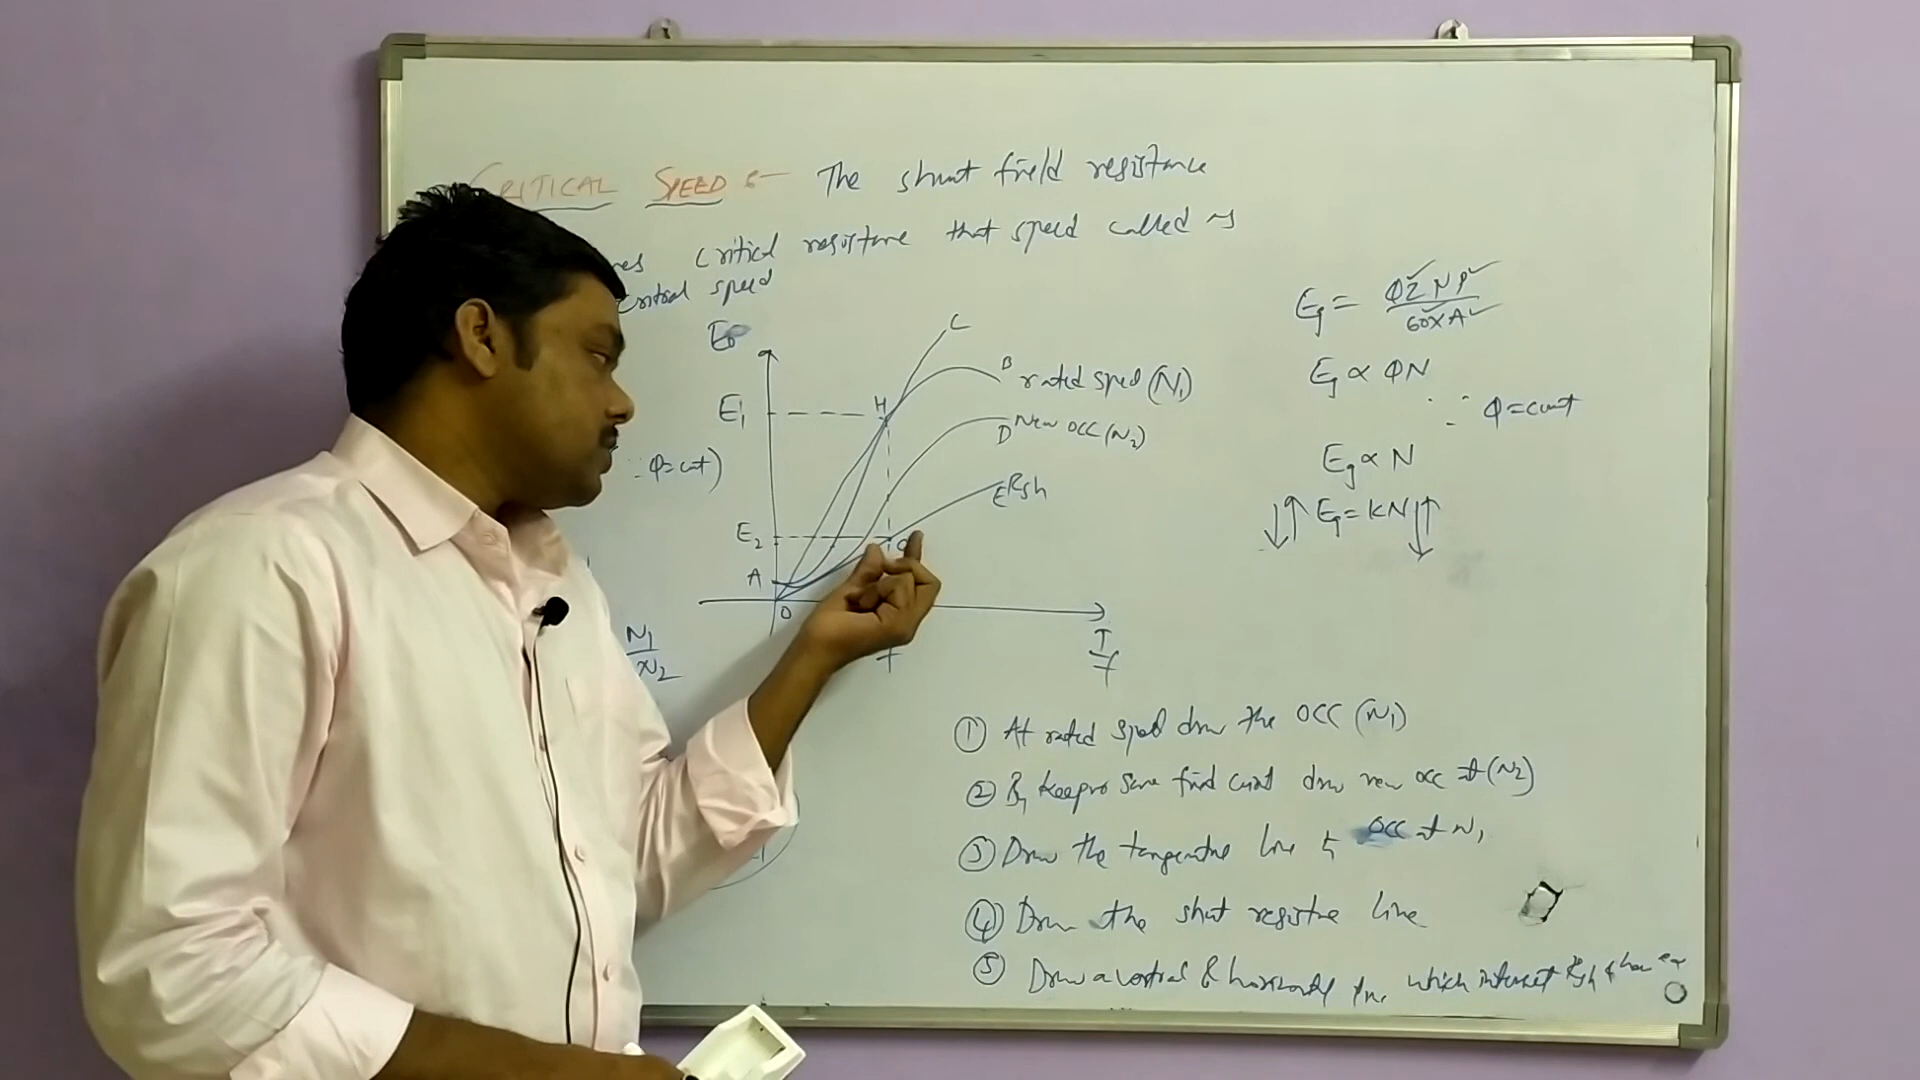 CRITICAL SPEED :- The shunt field resistance
critical resistance that speed called as
critical speed
E₁
H
C
B rated speed (N₁)
D New OCC (N₂)
E Rsh
E₂
A
O
If
∵ φ=cont)
N₁/N₂
Eg = φZNP/60×A
Eg ∝ φN
∵ φ=cont
Eg ∝ N
↓↑ Eg = KN ↑↓
① At rated speed draw the OCC (N₁)
② By keeping same field current draw new OCC at (N₂)
③ Draw the tangential line to OCC at N₁
④ Draw the shunt resistance line
⑤ Draw a vertical & horizontal line which intersect Rsh &